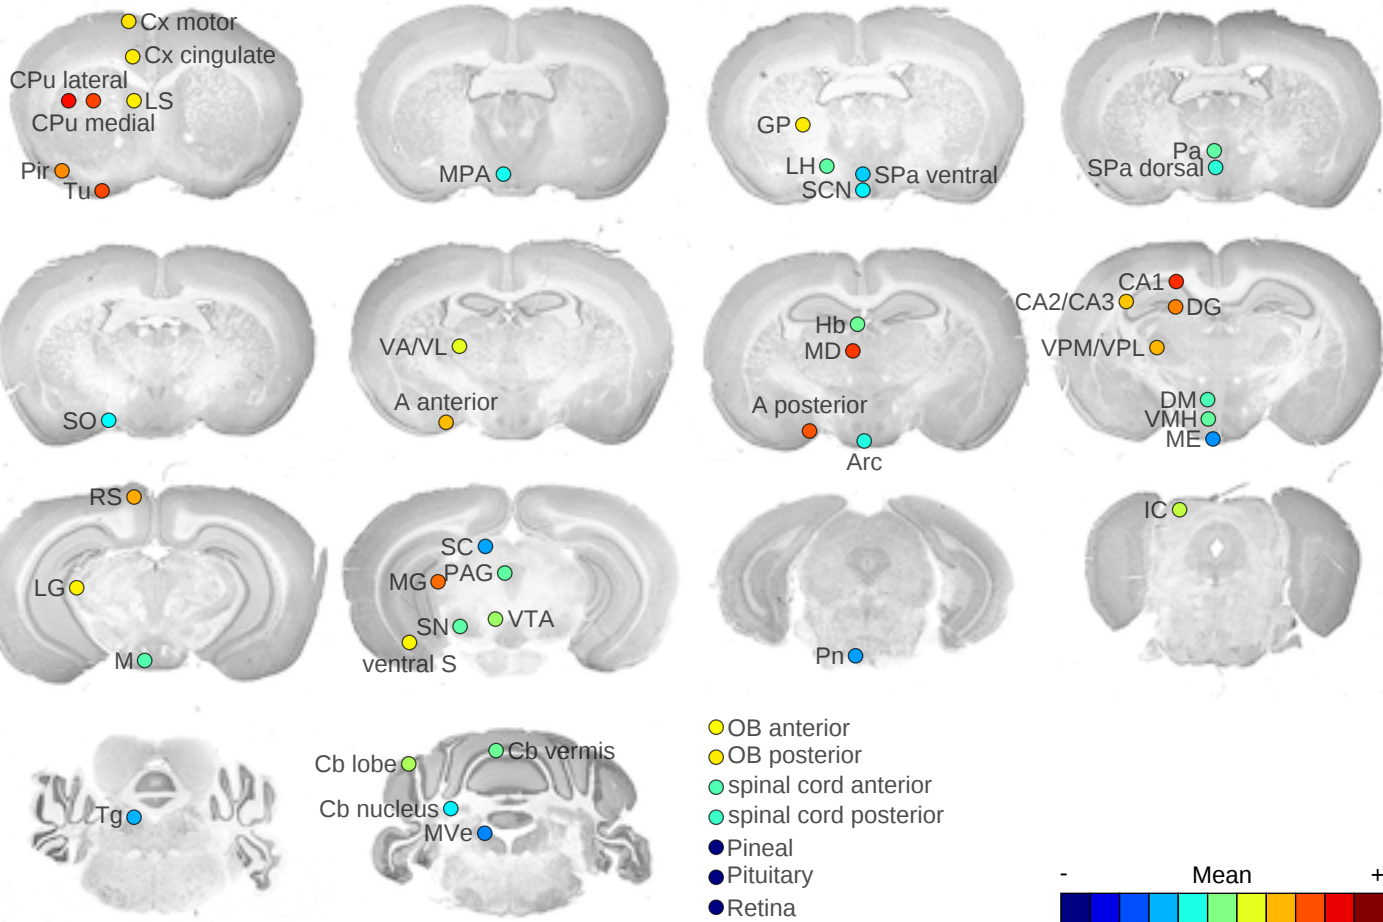 Cx motor
Cx cingulate
CPu lateral
LS
CPu medial
Pir
Tu
MPA
GP
LH
SPa ventral
SCN
Pa
SPa dorsal
SO
VA/VL
A anterior
Hb
MD
A posterior
Arc
CA1
CA2/CA3
DG
VPM/VPL
DM
VMH
ME
RS
LG
M
SC
MG
PAG
SN
VTA
ventral S
Pn
IC
Tg
Cb lobe
Cb vermis
Cb nucleus
MVe
OB anterior
OB posterior
spinal cord anterior
spinal cord posterior
Pineal
Pituitary
Retina
- Mean +